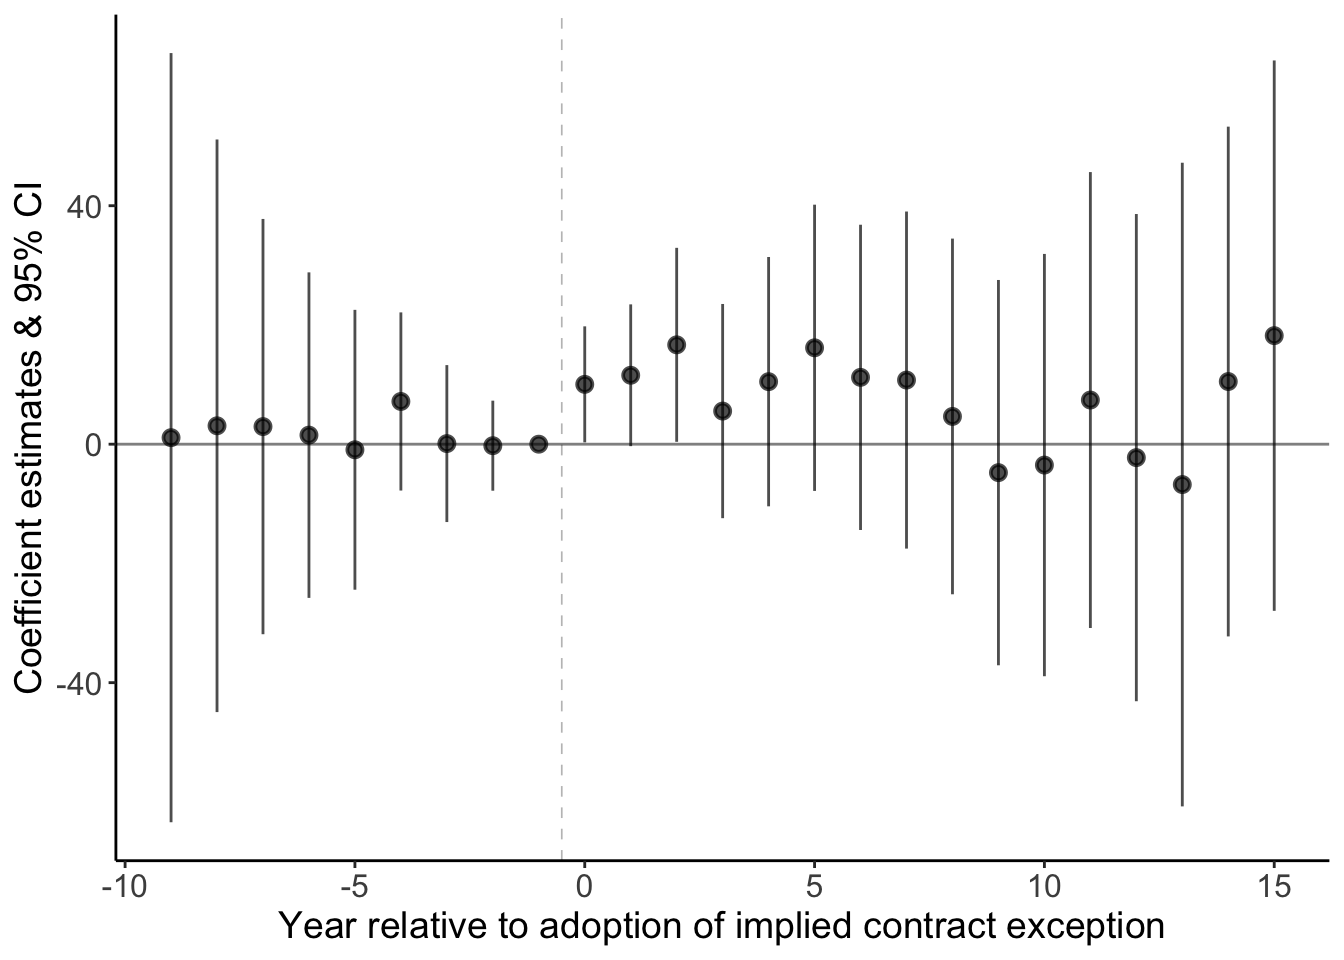 Coefficient estimates & 95% CI
40
0
-40
-10 -5 0 5 10 15
Year relative to adoption of implied contract exception